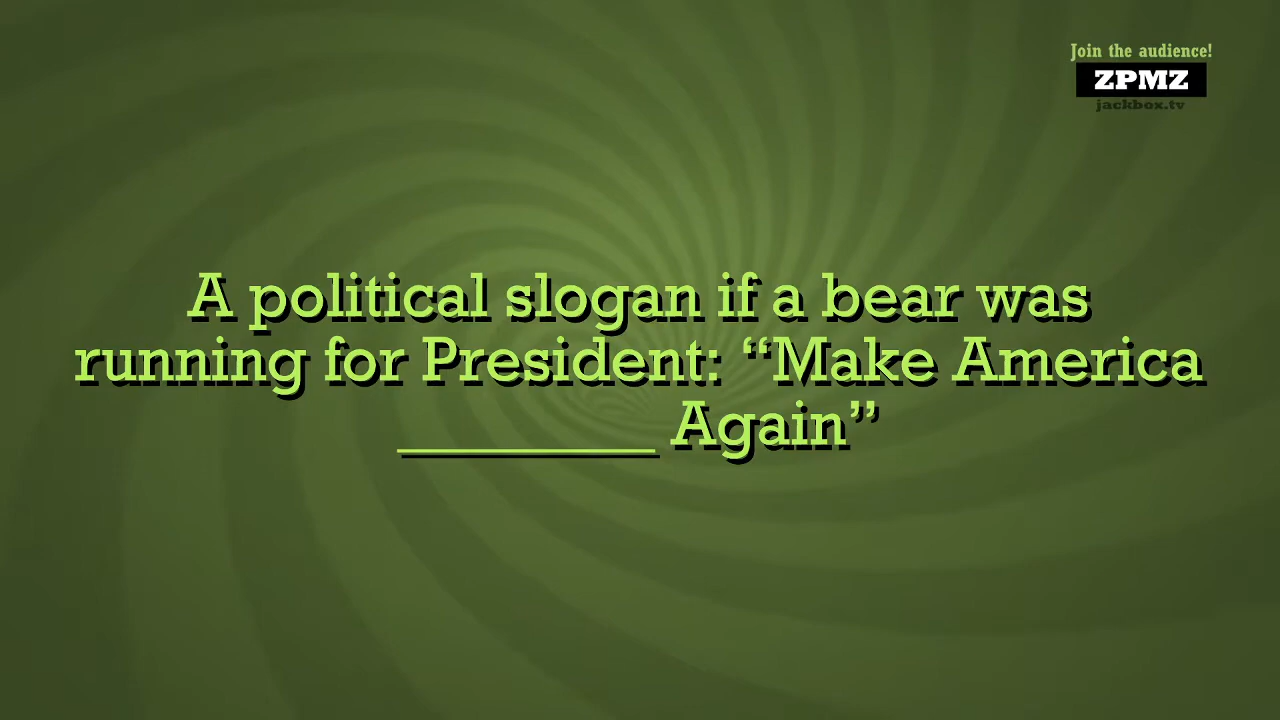 Join the audience!
ZPMZ
jackbox.tv
A political slogan if a bear was
running for President: “Make America
________ Again”